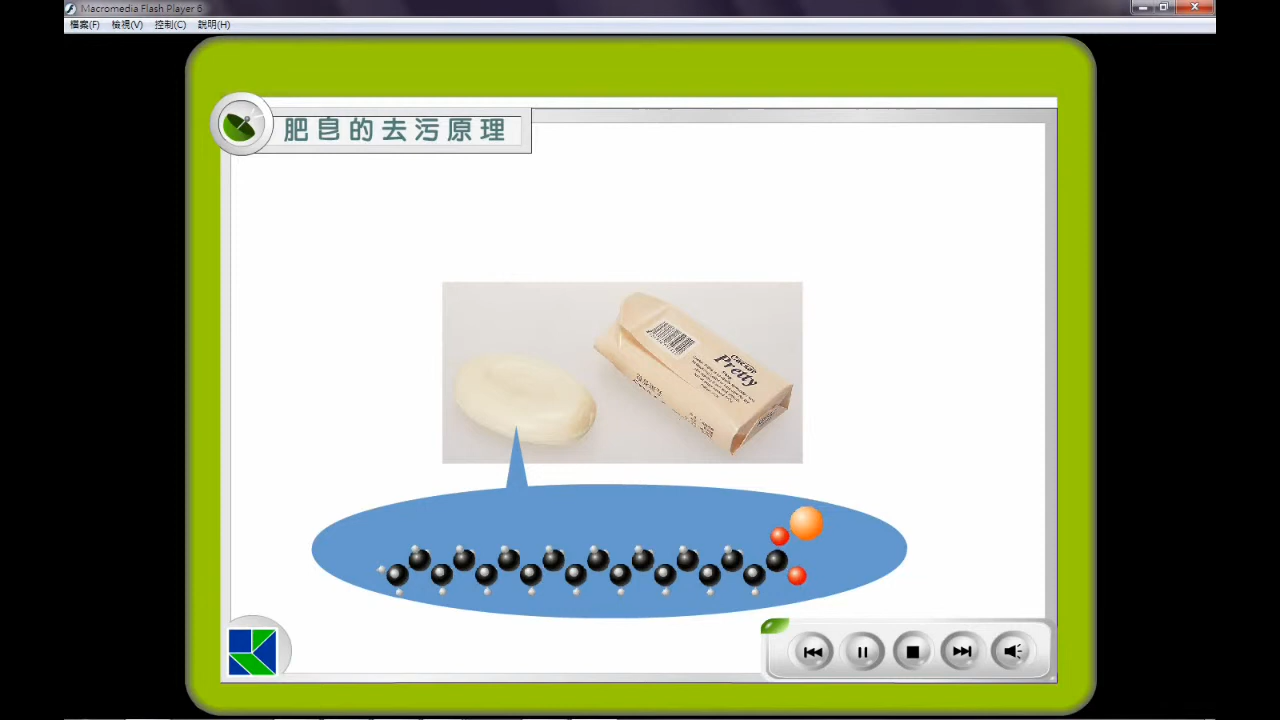 Macromedia Flash Player 6
檔案(F) 檢視(V) 控制(C) 說明(H)
肥皂的去污原理
Pretty